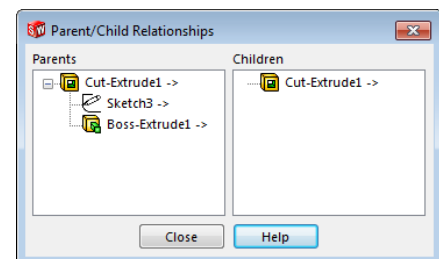 Parent/Child Relationships
Parents
Children
Cut-Extrude1 ->
Cut-Extrude1 ->
Sketch3 ->
Boss-Extrude1 ->
Close
Help